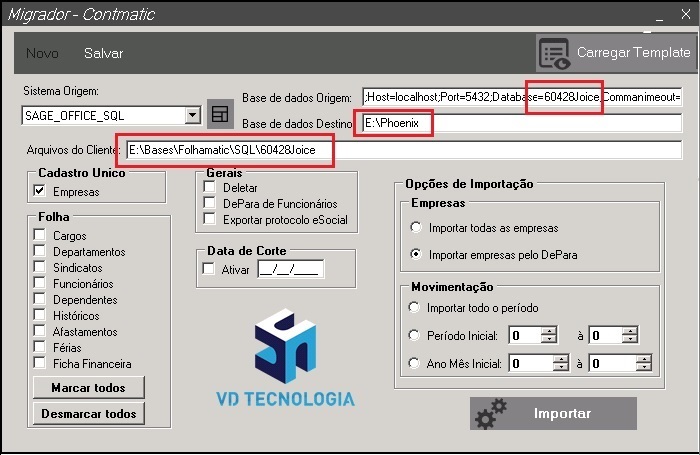 Migrador - Contmatic
Novo Salvar Carregar Template
Sistema Origem:
SAGE_OFFICE_SQL
Base de dados Origem: ;Host=localhost;Port=5432;Database=60428Joice;Commanimeout=
Base de dados Destino E:\Phoenix
Arquivos do Cliente: E:\Bases\Folhamatic\SQL\60428Joice
Cadastro Unico
Empresas
Folha
Cargos
Departamentos
Sindicatos
Funcionários
Dependentes
Históricos
Afastamentos
Férias
Ficha Financeira
Marcar todos
Desmarcar todos
Gerais
Deletar
DePara de Funcionários
Exportar protocolo eSocial
Data de Corte
Ativar __/__/____
VD TECNOLOGIA
Opções de Importação
Empresas
Importar todas as empresas
Importar empresas pelo DePara
Movimentação
Importar todo o período
Período Inicial: 0 à 0
Ano Mês Inicial: 0 à 0
Importar